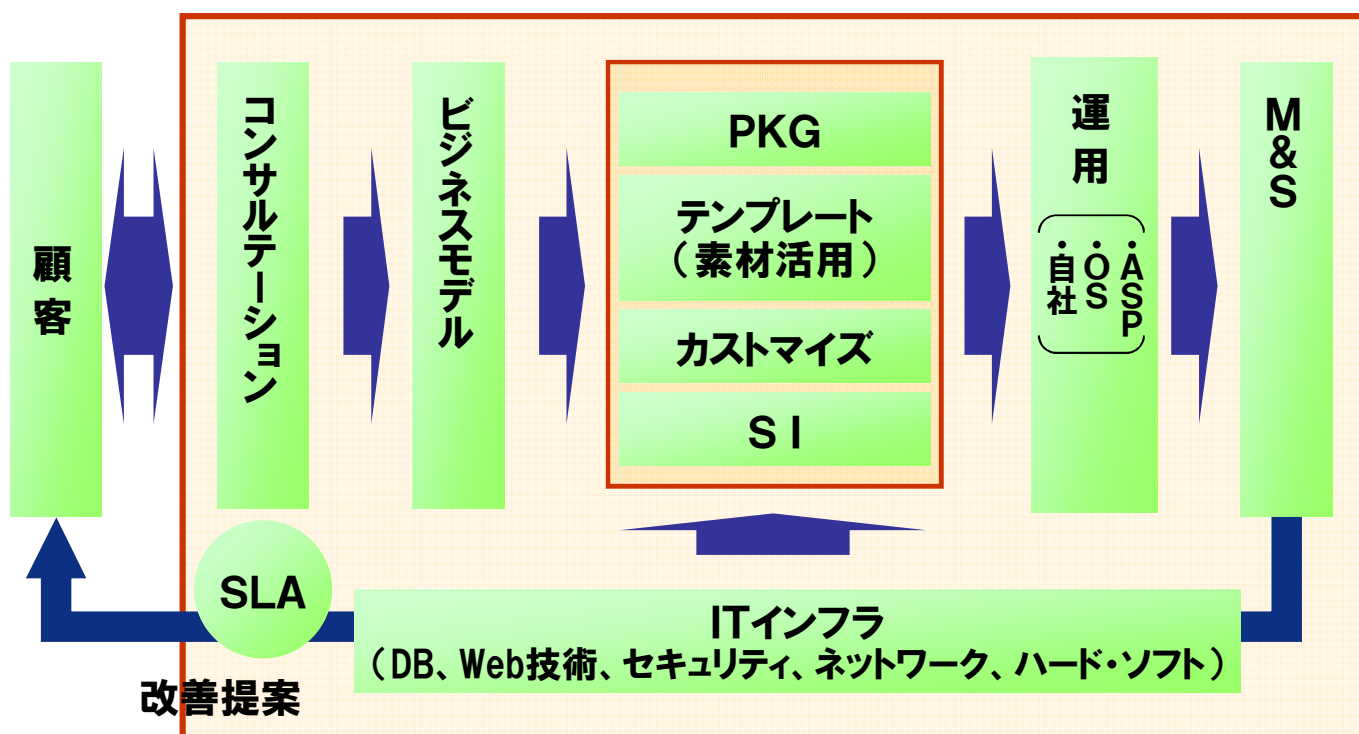 顧客
コンサルテーション
ビジネスモデル
PKG
テンプレート
（素材活用）
カストマイズ
SI
運用
・ASP
・OS
・自社
M&S
SLA
改善提案
ITインフラ
（DB、Web技術、セキュリティ、ネットワーク、ハード・ソフト）